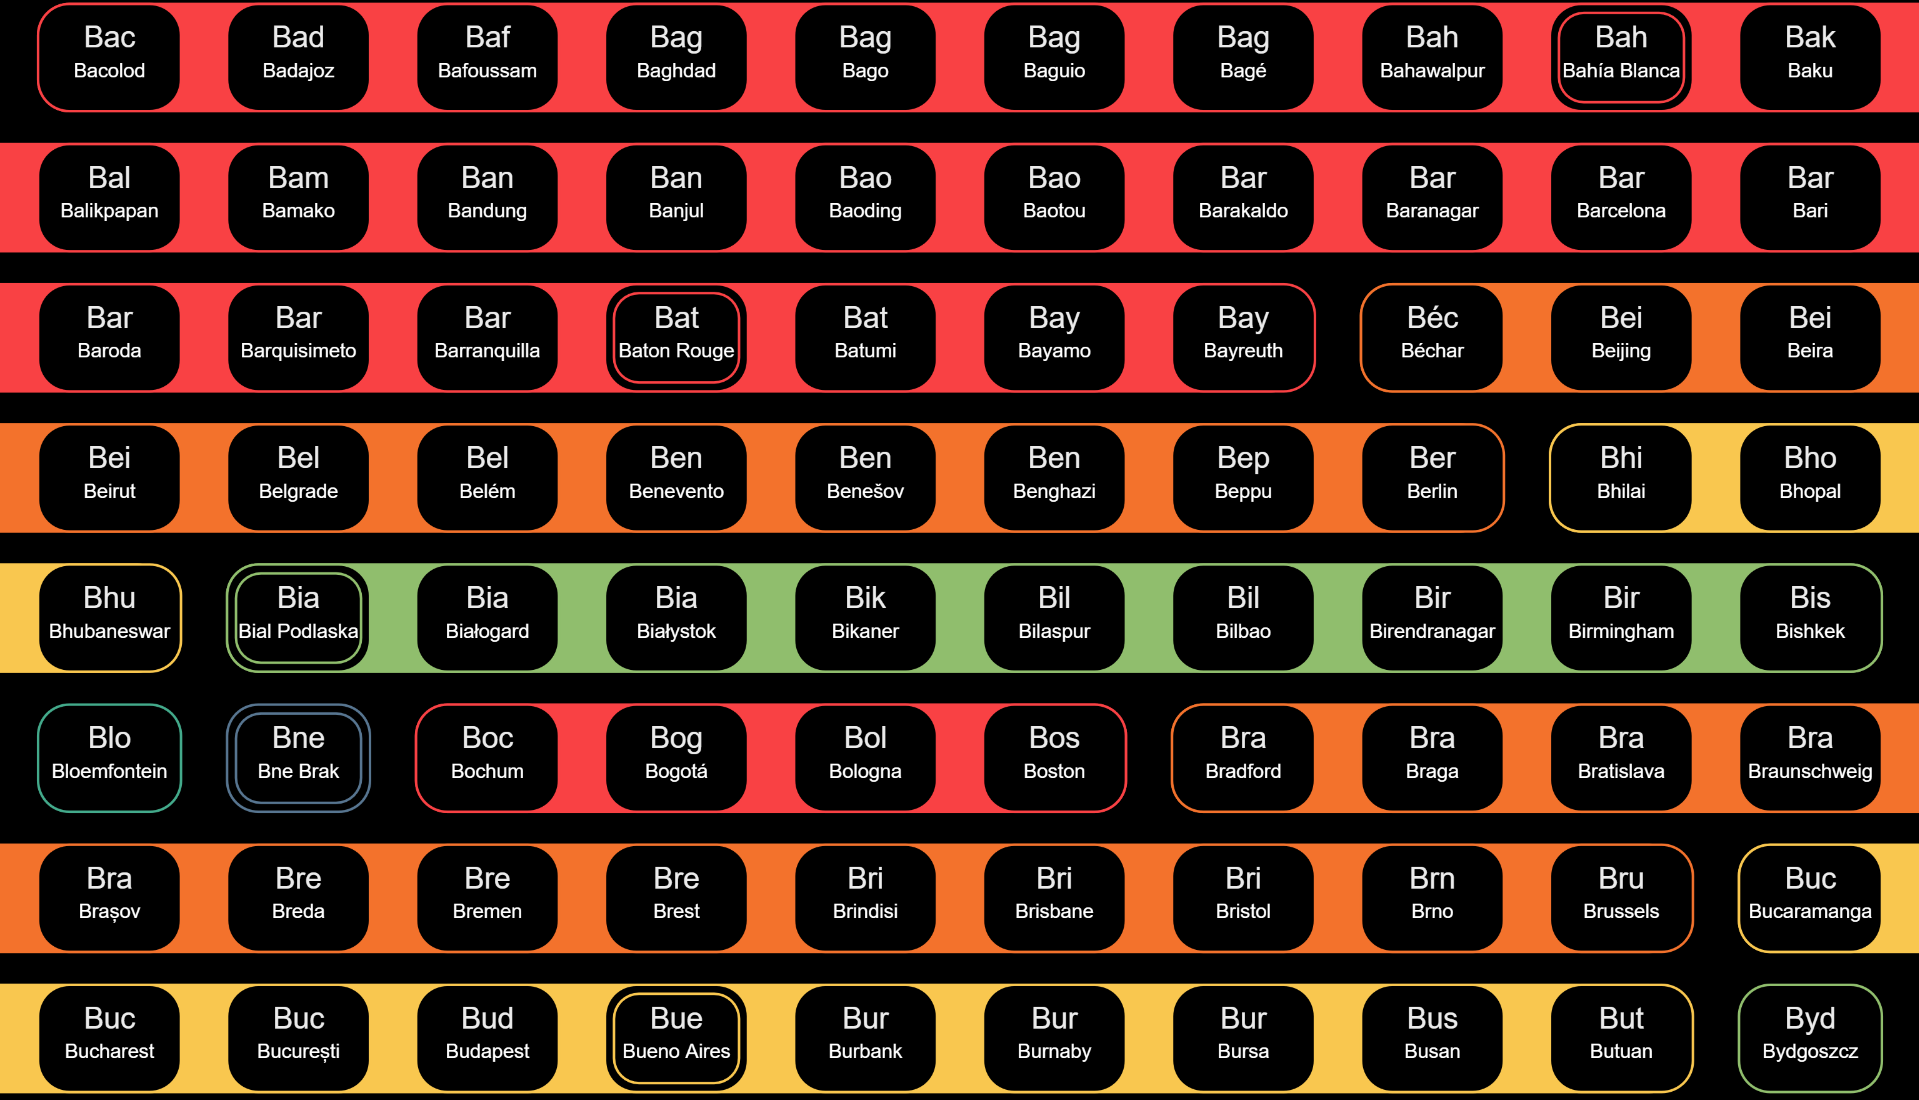 Bac Bad Baf Bag Bag Bag Bag Bah Bah Bak
Bacolod Badajoz Bafoussam Baghdad Bago Baguio Bagé Bahawalpur Bahía Blanca Baku
Bal Bam Ban Ban Bao Bao Bar Bar Bar Bar
Balikpapan Bamako Bandung Banjul Baoding Baotou Barakaldo Baranagar Barcelona Bari
Bar Bar Bar Bat Bat Bay Bay Béc Bei Bei
Baroda Barquisimeto Barranquilla Baton Rouge Batumi Bayamo Bayreuth Béchar Beijing Beira
Bei Bel Bel Ben Ben Ben Bep Ber Bhi Bho
Beirut Belgrade Belém Benevento Benešov Benghazi Beppu Berlin Bhilai Bhopal
Bhu Bia Bia Bia Bik Bil Bil Bir Bir Bis
Bhubaneswar Bial Podlaska Białogard Białystok Bikaner Bilaspur Bilbao Birendranagar Birmingham Bishkek
Blo Bne Boc Bog Bol Bos Bra Bra Bra Bra
Bloemfontein Bne Brak Bochum Bogotá Bologna Boston Bradford Braga Bratislava Braunschweig
Bra Bre Bre Bre Bri Bri Bri Brn Bru Buc
Brașov Breda Bremen Brest Brindisi Brisbane Bristol Brno Brussels Bucaramanga
Buc Buc Bud Bue Bur Bur Bur Bus But Byd
Bucharest București Budapest Bueno Aires Burbank Burnaby Bursa Busan Butuan Bydgoszcz